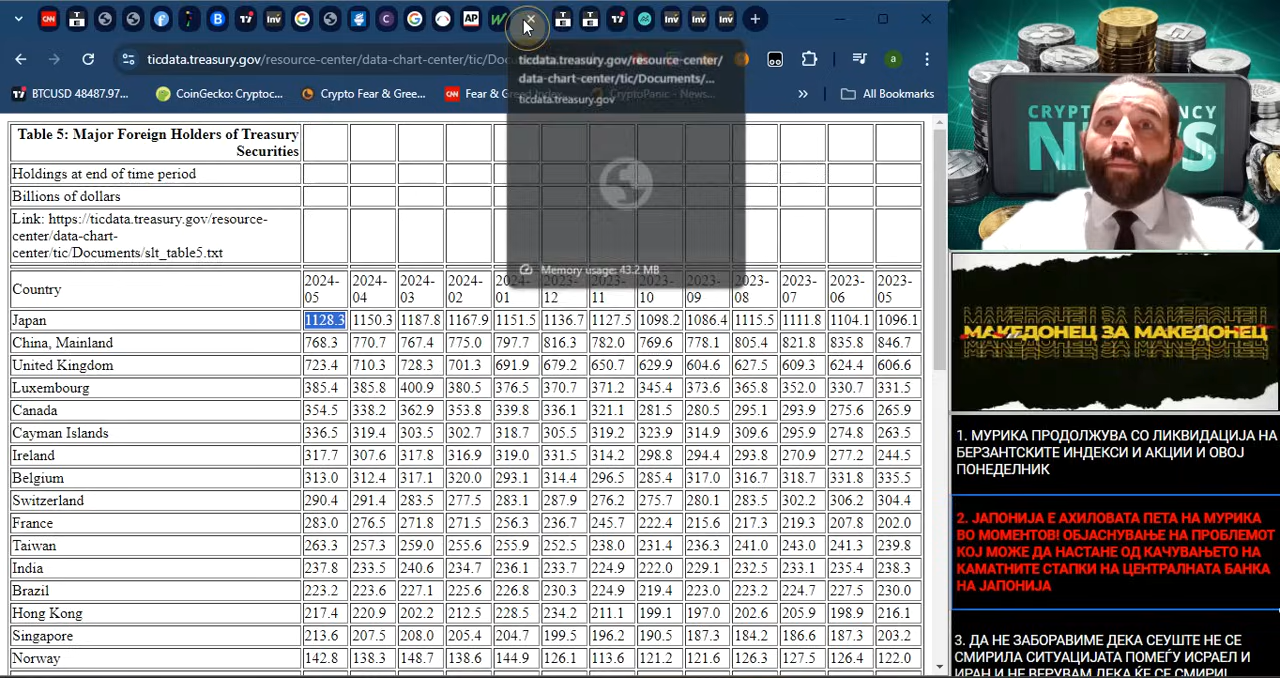 ticdata.treasury.gov/resource-center/data-chart-center/tic/Doc
BTCUSD 48487.97...
CoinGecko: Cryptoc...
Crypto Fear & Gree...
Fear & Greed Index
CryptoPanic - News...
All Bookmarks
ticdata.treasury.gov/resource-center/
data-chart-center/tic/Documents/...
ticdata.treasury.gov
Memory usage: 43.2 MB
Table 5: Major Foreign Holders of Treasury
Securities
Holdings at end of time period
Billions of dollars
Link: https://ticdata.treasury.gov/resource-
center/data-chart-
center/tic/Documents/slt_table5.txt
Country 2024-05 2024-04 2024-03 2024-02 2024-01 2023-12 2023-11 2023-10 2023-09 2023-08 2023-07 2023-06 2023-05
Japan 1128.3 1150.3 1187.8 1167.9 1151.5 1136.7 1127.5 1098.2 1086.4 1115.5 1111.8 1104.1 1096.1
China, Mainland 768.3 770.7 767.4 775.0 797.7 816.3 782.0 769.6 778.1 805.4 821.8 835.8 846.7
United Kingdom 723.4 710.3 728.3 701.3 691.9 679.2 650.7 629.9 604.6 627.5 609.3 624.4 606.6
Luxembourg 385.4 385.8 400.9 380.5 376.5 370.7 371.2 345.4 373.6 365.8 352.0 330.7 331.5
Canada 354.5 338.2 362.9 353.8 339.8 336.1 321.1 281.5 280.5 295.1 293.9 275.6 265.9
Cayman Islands 336.5 319.4 303.5 302.7 318.7 305.5 319.2 323.9 314.9 309.6 295.9 274.8 263.5
Ireland 317.7 307.6 317.8 316.9 319.0 331.5 314.2 298.8 294.4 293.8 270.9 277.2 244.5
Belgium 313.0 312.4 317.1 320.0 293.1 314.4 296.5 285.4 317.0 316.7 318.7 331.8 335.5
Switzerland 290.4 291.4 283.5 277.5 283.1 287.9 276.2 275.7 280.1 283.5 302.2 306.2 304.4
France 283.0 276.5 271.8 271.5 256.3 236.7 245.7 222.4 215.6 217.3 219.3 207.8 202.0
Taiwan 263.3 257.3 259.0 255.6 255.9 252.5 238.0 231.4 236.3 241.0 243.0 241.3 239.8
India 237.8 233.5 240.6 234.7 236.1 233.7 224.9 222.0 229.1 232.5 233.1 235.4 238.3
Brazil 223.2 223.6 227.1 225.6 226.8 230.3 224.9 219.4 223.0 223.2 224.7 227.5 230.0
Hong Kong 217.4 220.9 202.2 212.5 228.5 234.2 211.1 199.1 197.0 202.6 205.9 198.9 216.1
Singapore 213.6 207.5 208.0 205.4 204.7 199.5 196.2 190.5 187.3 184.2 186.6 187.3 203.2
Norway 142.8 138.3 148.7 138.6 144.9 126.1 113.6 121.2 121.6 126.3 127.5 126.4 122.0
МАКЕДОНЕЦ ЗА МАКЕДОНЕЦ
1. МУРИКА ПРОДОЛЖУВА СО ЛИКВИДАЦИЈА НА
БЕРЗАНТСКИТЕ ИНДЕКСИ И АКЦИИ И ОВОЈ
ПОНЕДЕЛНИК
2. ЈАПОНИЈА Е АХИЛОВАТА ПЕТА НА МУРИКА
ВО МОМЕНТОВ! ОБЈАСНУВАЊЕ НА ПРОБЛЕМОТ
КОЈ МОЖЕ ДА НАСТАНЕ ОД КАЧУВАЊЕТО НА
КАМАТНИТЕ СТАПКИ НА ЦЕНТРАЛНАТА БАНКА
НА ЈАПОНИЈА
3. ДА НЕ ЗАБОРАВИМЕ ДЕКА СЕУШТЕ НЕ СЕ
СМИРИЛА СИТУАЦИЈАТА ПОМЕЃУ ИСРАЕЛ И
ИРАН И НЕ ВЕРУВАМ ДЕКА ЌЕ СЕ СМИРИ!